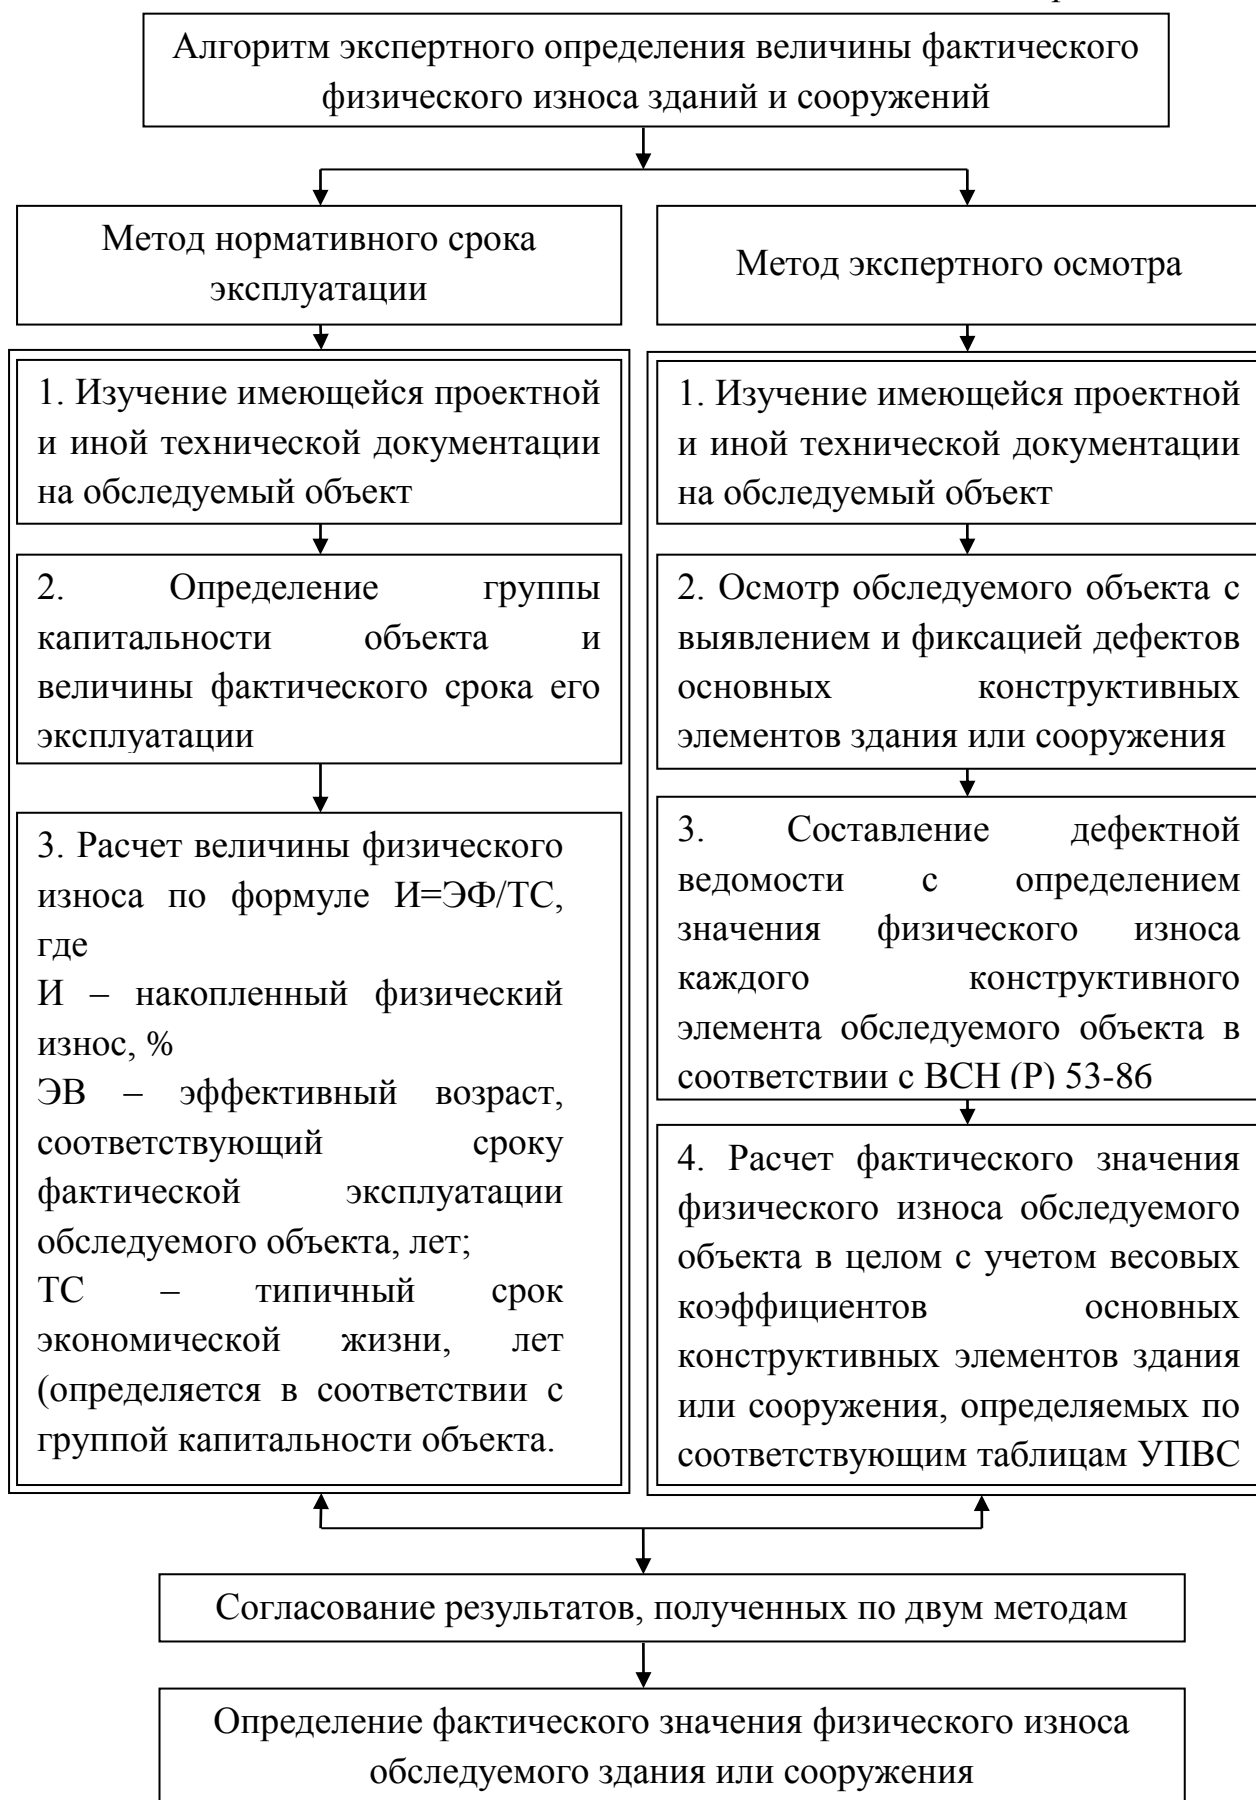 Алгоритм экспертного определения величины фактического
физического износа зданий и сооружений
Метод нормативного срока
эксплуатации
1. Изучение имеющейся проектной
и иной технической документации
на обследуемый объект
2. Определение группы
капитальности объекта и
величины фактического срока его
эксплуатации
3. Расчет величины физического
износа по формуле И=ЭФ/ТС,
где
И – накопленный физический
износ, %
ЭВ – эффективный возраст,
соответствующий сроку
фактической эксплуатации
обследуемого объекта, лет;
ТС – типичный срок
экономической жизни, лет
(определяется в соответствии с
группой капитальности объекта.
Метод экспертного осмотра
1. Изучение имеющейся проектной
и иной технической документации
на обследуемый объект
2. Осмотр обследуемого объекта с
выявлением и фиксацией дефектов
основных конструктивных
элементов здания или сооружения
3. Составление дефектной
ведомости с определением
значения физического износа
каждого конструктивного
элемента обследуемого объекта в
соответствии с ВСН (Р) 53-86
4. Расчет фактического значения
физического износа обследуемого
объекта в целом с учетом весовых
коэффициентов основных
конструктивных элементов здания
или сооружения, определяемых по
соответствующим таблицам УПВС
Согласование результатов, полученных по двум методам
Определение фактического значения физического износа
обследуемого здания или сооружения